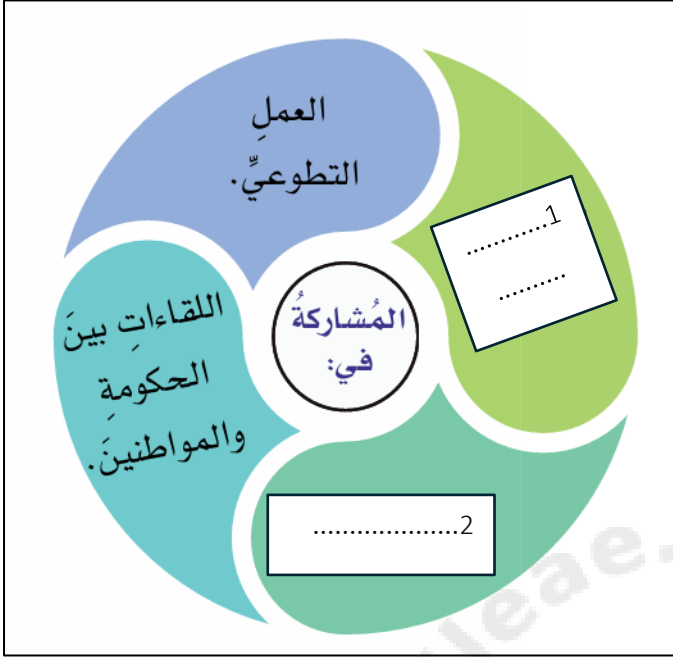 المُشاركةُ
في:
العملِ
التطوعيِّ.
1............
..........
2....................
اللقاءاتِ بينَ
الحكومةِ
والمواطنينَ.